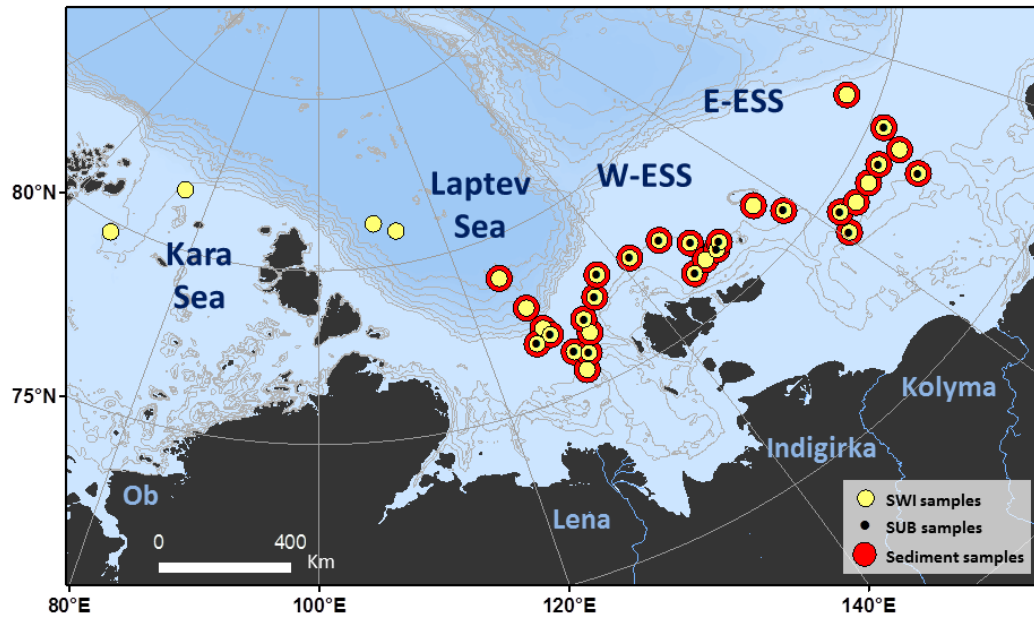 E-ESS
W-ESS
Laptev
Sea
Kara
Sea
80°N
75°N
Kolyma
Indigirka
Lena
Ob
0 400
Km
SWI samples
SUB samples
Sediment samples
80°E 100°E 120°E 140°E